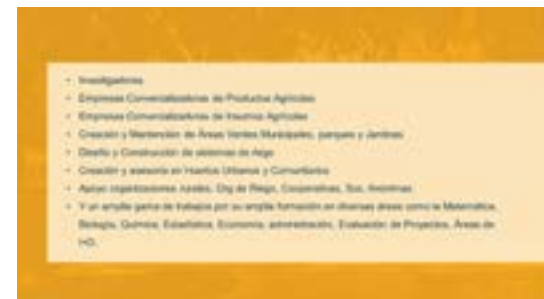 Investigadores
Empresas Comercializadoras de Productos Agrícolas
Empresas Comercializadoras de Insumos Agrícolas
Creación y Mantención de Áreas Verdes Municipales, parques y Jardines
Diseño y Construcción de sistemas de riego
Creación y asesoría en Huertos Urbanos y Comunitarios
Apoyo organizaciones rurales, Org de Riego, Cooperativas, Soc. Anónimas
Y un amplia gama de trabajos por su amplia formación en diversas áreas como la Matemática,
Biología, Química, Estadística, Economía, administración, Evaluación de Proyectos, Áreas de
I+D.